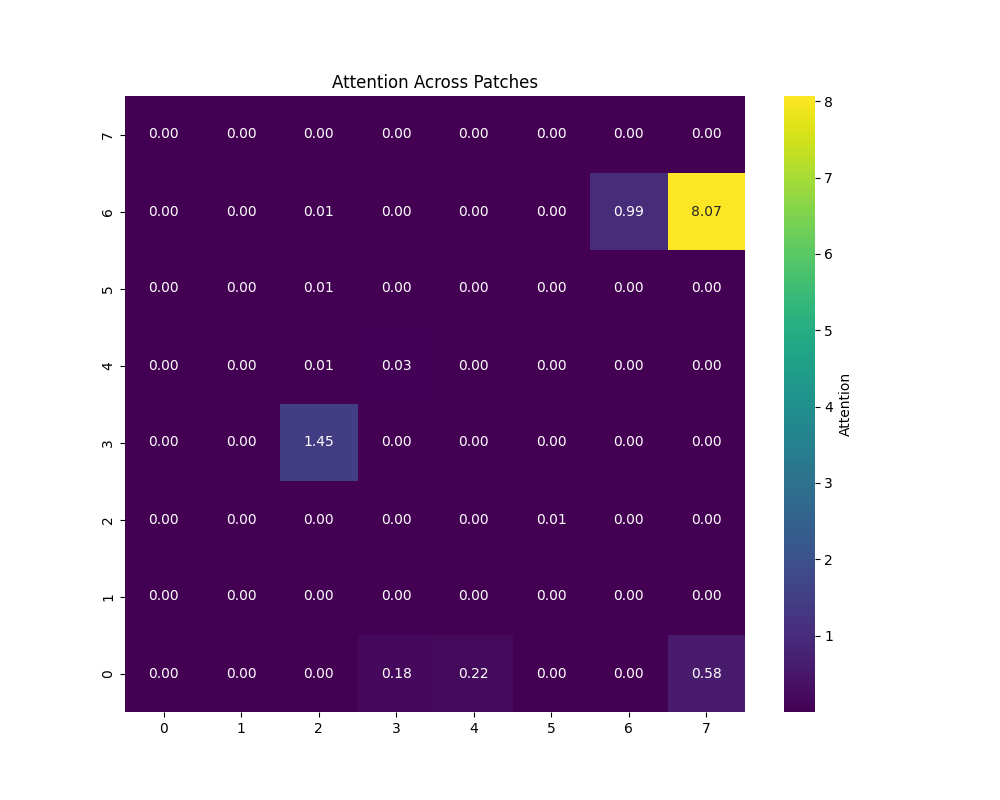 Attention Across Patches
7 0.00 0.00 0.00 0.00 0.00 0.00 0.00 0.00
6 0.00 0.00 0.01 0.00 0.00 0.00 0.99 8.07
5 0.00 0.00 0.01 0.00 0.00 0.00 0.00 0.00
4 0.00 0.00 0.01 0.03 0.00 0.00 0.00 0.00
3 0.00 0.00 1.45 0.00 0.00 0.00 0.00 0.00
2 0.00 0.00 0.00 0.00 0.00 0.01 0.00 0.00
1 0.00 0.00 0.00 0.00 0.00 0.00 0.00 0.00
0 0.00 0.00 0.00 0.18 0.22 0.00 0.00 0.58
0 1 2 3 4 5 6 7
8
7
6
5
4
3
2
1
Attention